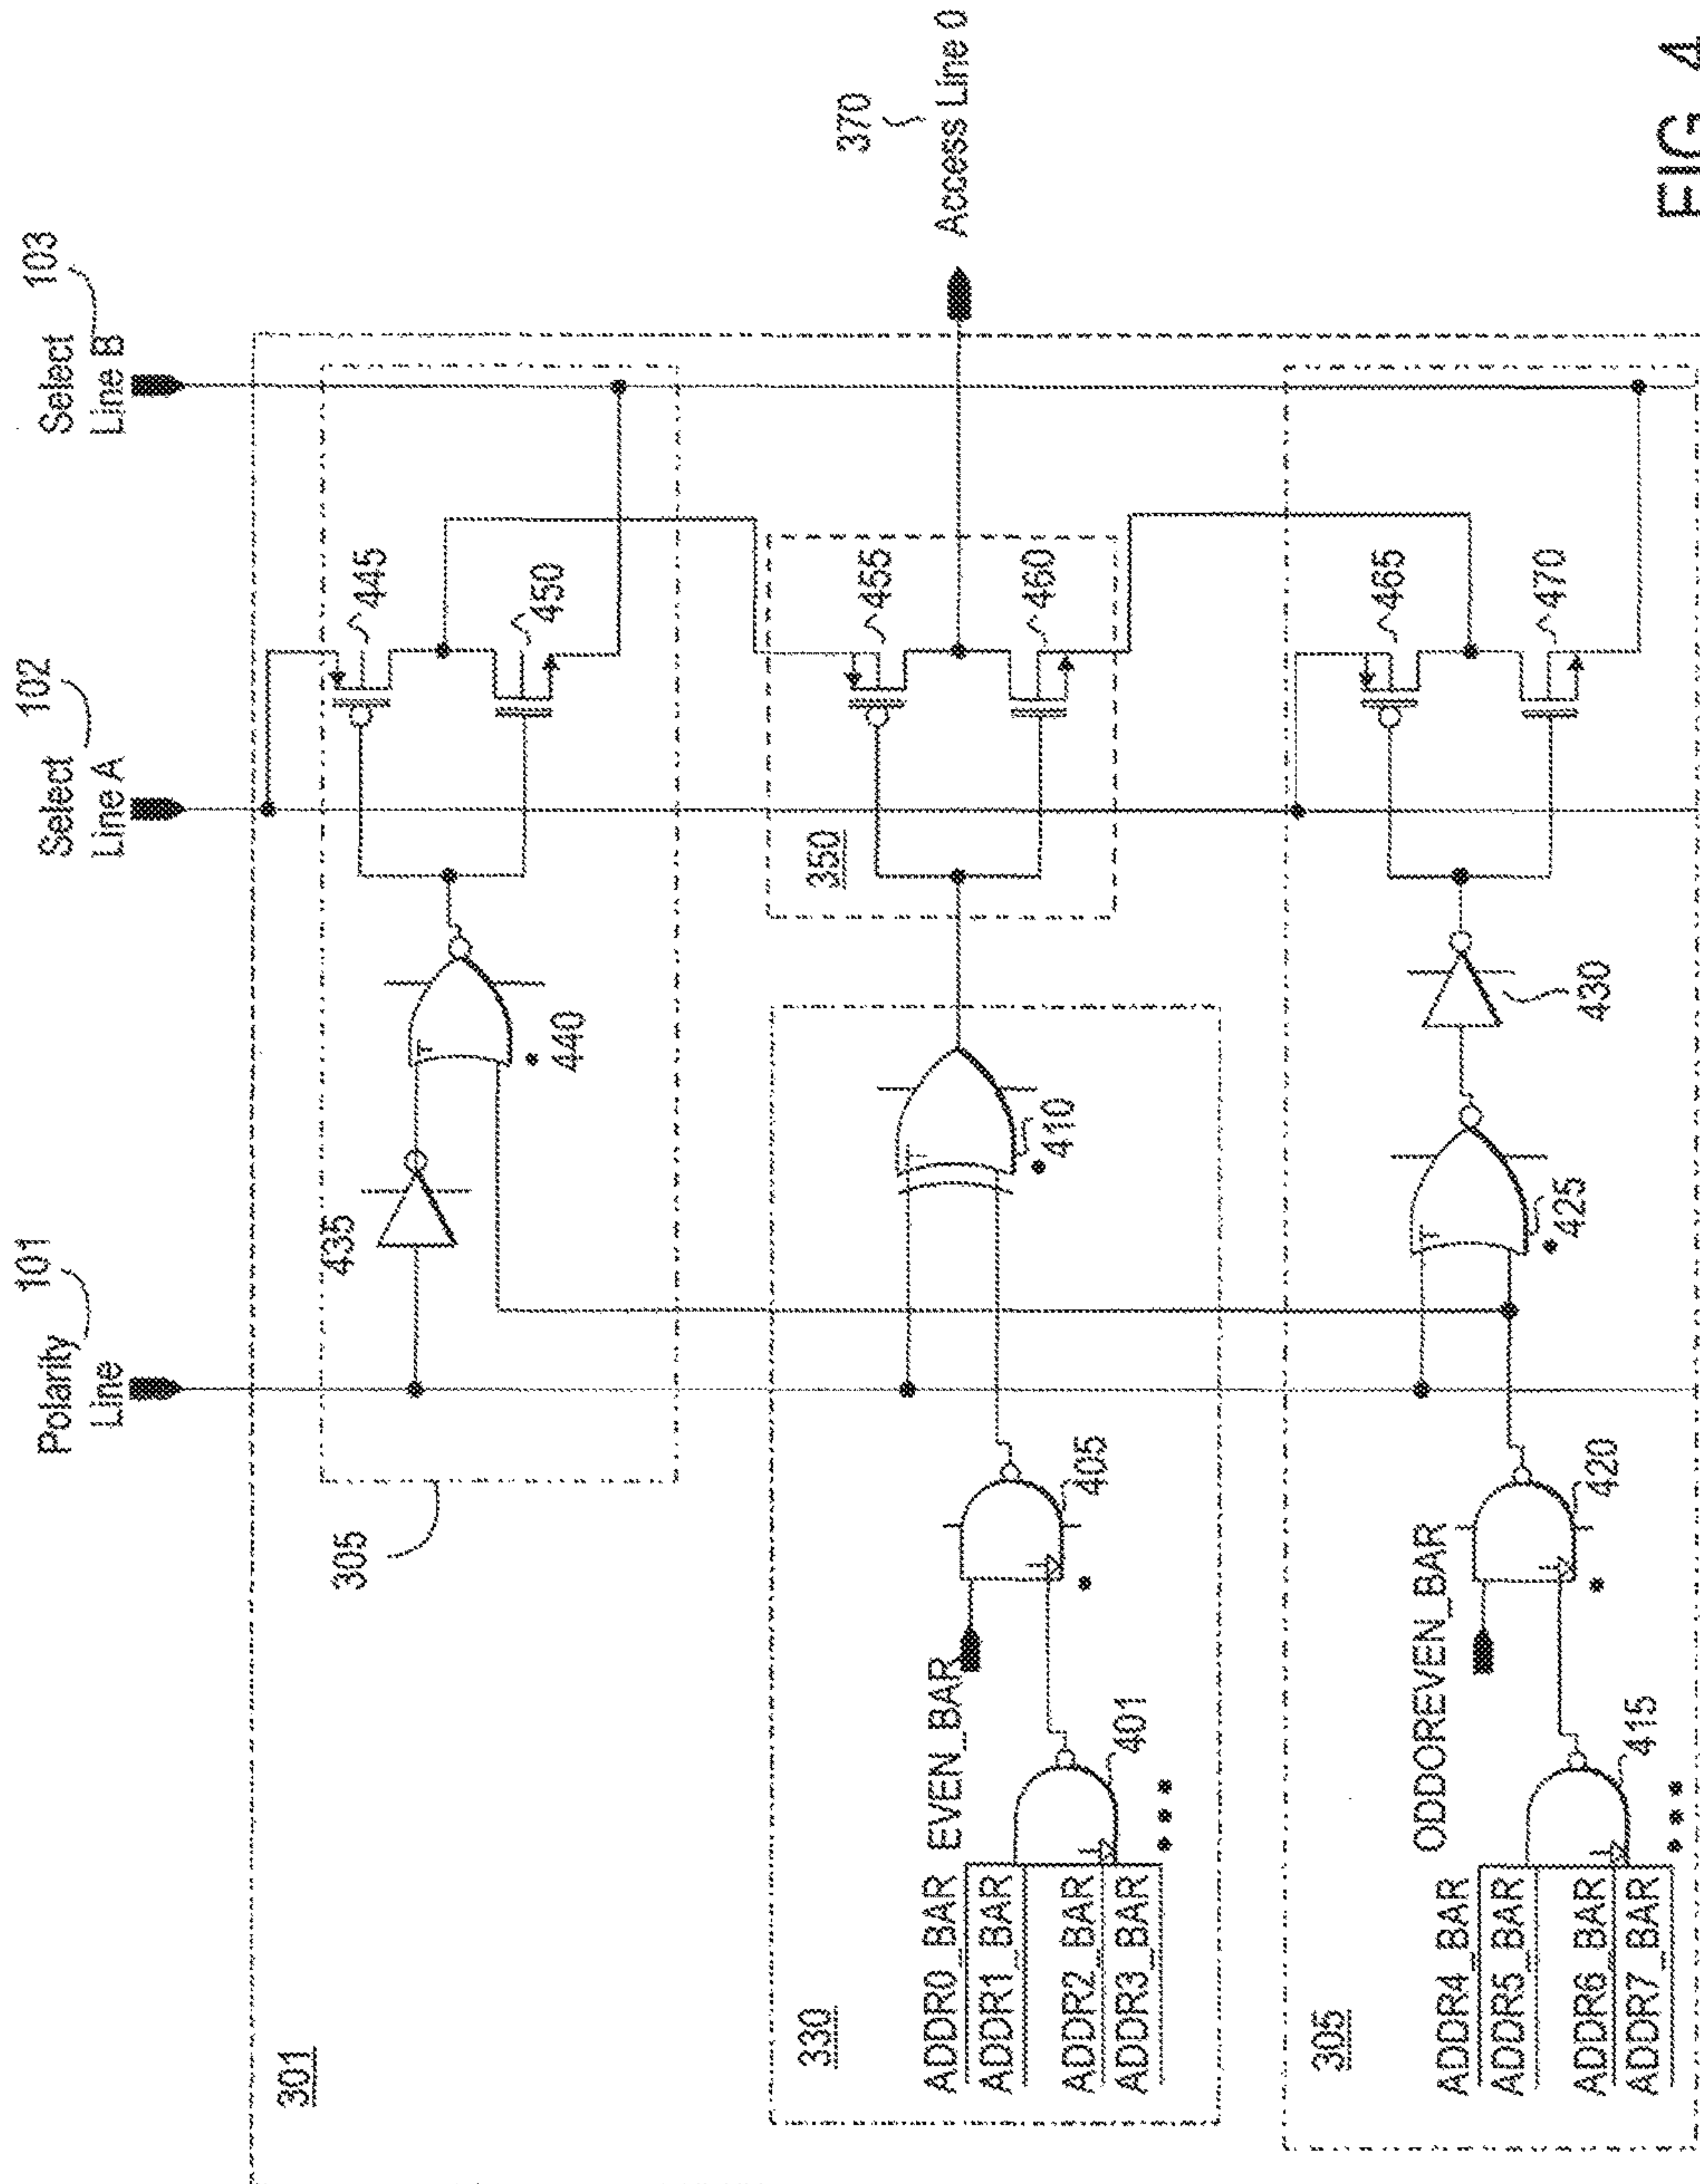 Polarity
Line
101
Select
Line A
102
Select
Line B
103
301
305
435
440
445
450
330
350
370
Access Line 0
455
460
410
405
EVEN_BAR
401
ADDR0_BAR
ADDR1_BAR
ADDR2_BAR
ADDR3_BAR
305
465
470
430
425
420
ODDOREVEN_BAR
415
ADDR4_BAR
ADDR5_BAR
ADDR6_BAR
ADDR7_BAR
FIG. 4